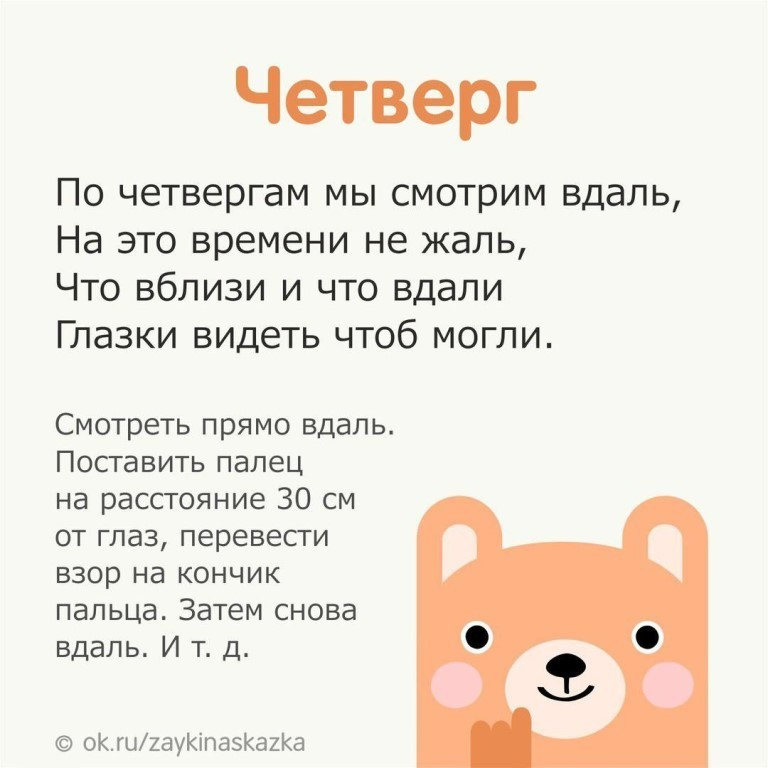 Четверг
По четвергам мы смотрим вдаль,
На это времени не жаль,
Что вблизи и что вдали
Глазки видеть чтоб могли.
Смотреть прямо вдаль.
Поставить палец
на расстояние 30 см
от глаз, перевести
взор на кончик
пальца. Затем снова
вдаль. И т. д.
© ok.ru/zaykinaskazka